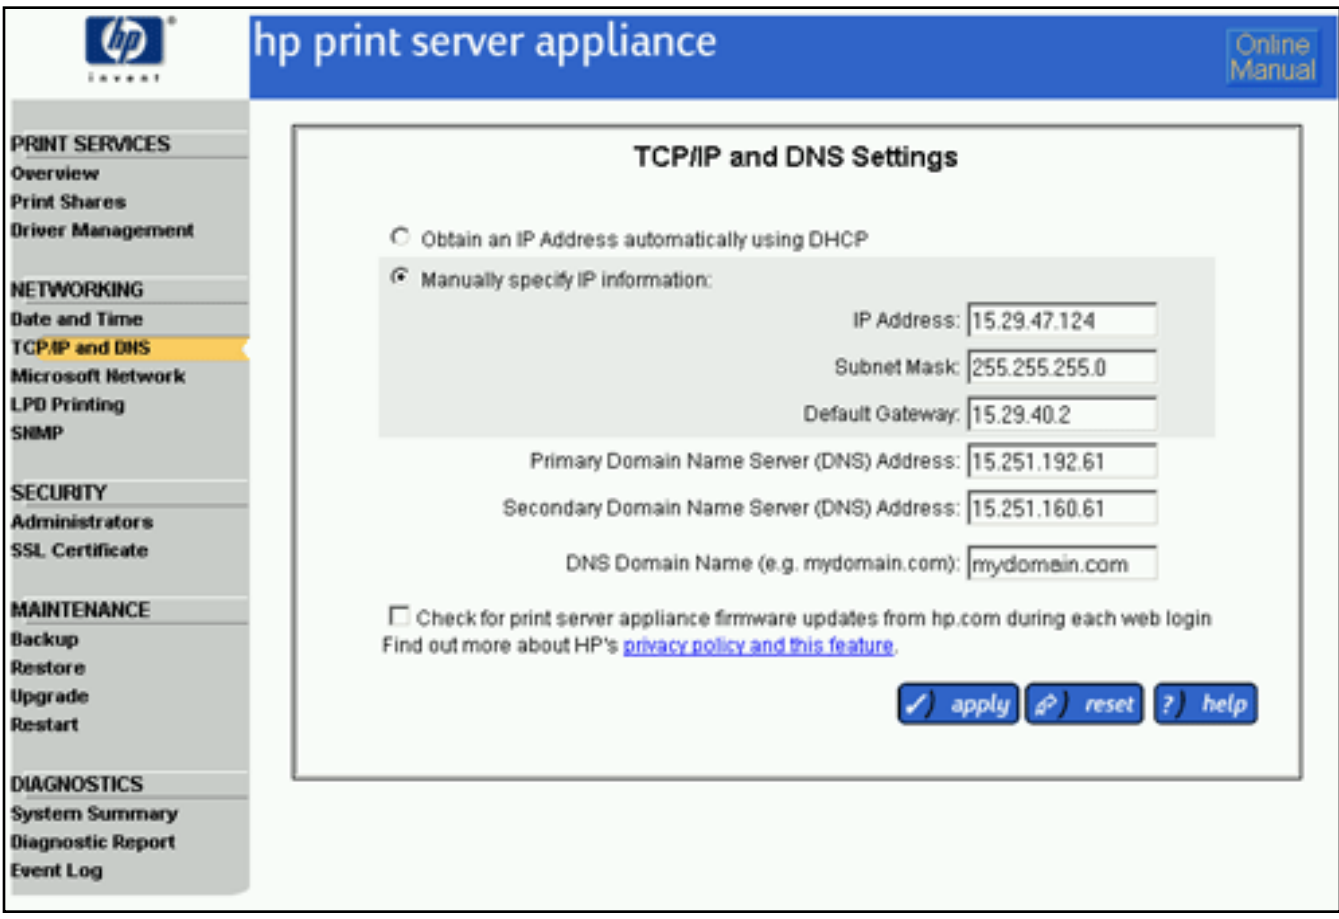 hp
invent
hp print server appliance
Online
Manual
PRINT SERVICES
Overview
Print Shares
Driver Management
NETWORKING
Date and Time
TCP/IP and DNS
Microsoft Network
LPD Printing
SNMP
SECURITY
Administrators
SSL Certificate
MAINTENANCE
Backup
Restore
Upgrade
Restart
DIAGNOSTICS
System Summary
Diagnostic Report
Event Log
TCP/IP and DNS Settings
Obtain an IP Address automatically using DHCP
Manually specify IP information:
IP Address: 15.29.47.124
Subnet Mask: 255.255.255.0
Default Gateway: 15.29.40.2
Primary Domain Name Server (DNS) Address: 15.251.192.61
Secondary Domain Name Server (DNS) Address: 15.251.160.61
DNS Domain Name (e.g. mydomain.com): mydomain.com
Check for print server appliance firmware updates from hp.com during each web login
Find out more about HP's privacy policy and this feature.
apply reset ? help